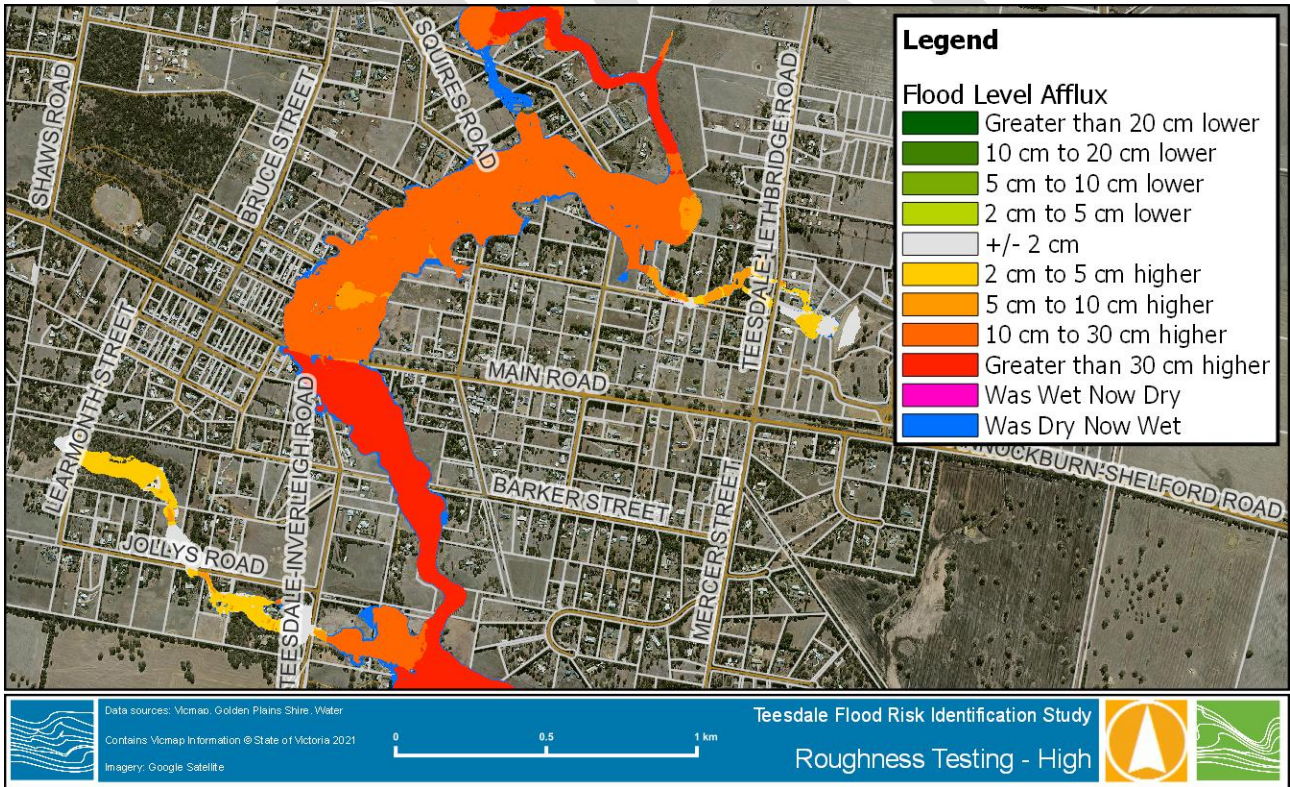 Legend
Flood Level Afflux
Greater than 20 cm lower
10 cm to 20 cm lower
5 cm to 10 cm lower
2 cm to 5 cm lower
+/- 2 cm
2 cm to 5 cm higher
5 cm to 10 cm higher
10 cm to 30 cm higher
Greater than 30 cm higher
Was Wet Now Dry
Was Dry Now Wet
SHAWS ROAD
BRUCE STREET
SQUIRES ROAD
TEESDALE-LETHBRIDGE ROAD
LEARMONTH STREET
MAIN ROAD
BARKER STREET
JOLLYS ROAD
TEESDALE-INVERLEIGH ROAD
MERCER STREET
NOCKBURN-SHELFORD ROAD
Data sources: Vicmap, Golden Plains Shire, Water
Contains Vicmap Information © State of Victoria 2021
Imagery: Google Satellite
0 0.5 1 km
Teesdale Flood Risk Identification Study
Roughness Testing - High